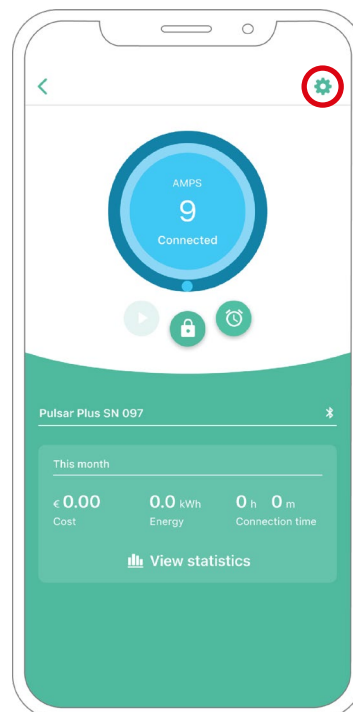 AMPS
9
Connected
Pulsar Plus SN 097
This month
€ 0.00 0.0 kWh 0 h 0 m
Cost Energy Connection time
View statistics